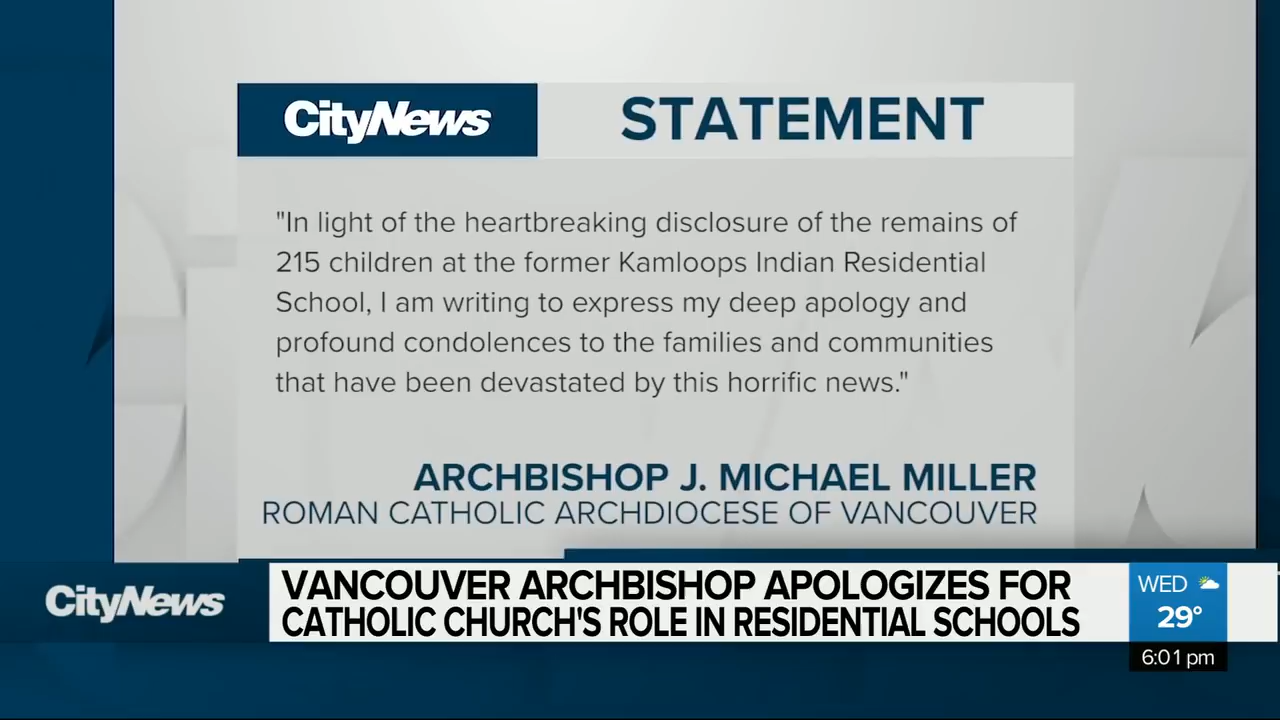 CityNews
STATEMENT
"In light of the heartbreaking disclosure of the remains of
215 children at the former Kamloops Indian Residential
School, I am writing to express my deep apology and
profound condolences to the families and communities
that have been devastated by this horrific news."
ARCHBISHOP J. MICHAEL MILLER
ROMAN CATHOLIC ARCHDIOCESE OF VANCOUVER
CityNews
VANCOUVER ARCHBISHOP APOLOGIZES FOR
CATHOLIC CHURCH'S ROLE IN RESIDENTIAL SCHOOLS
WED
29°
6:01 pm